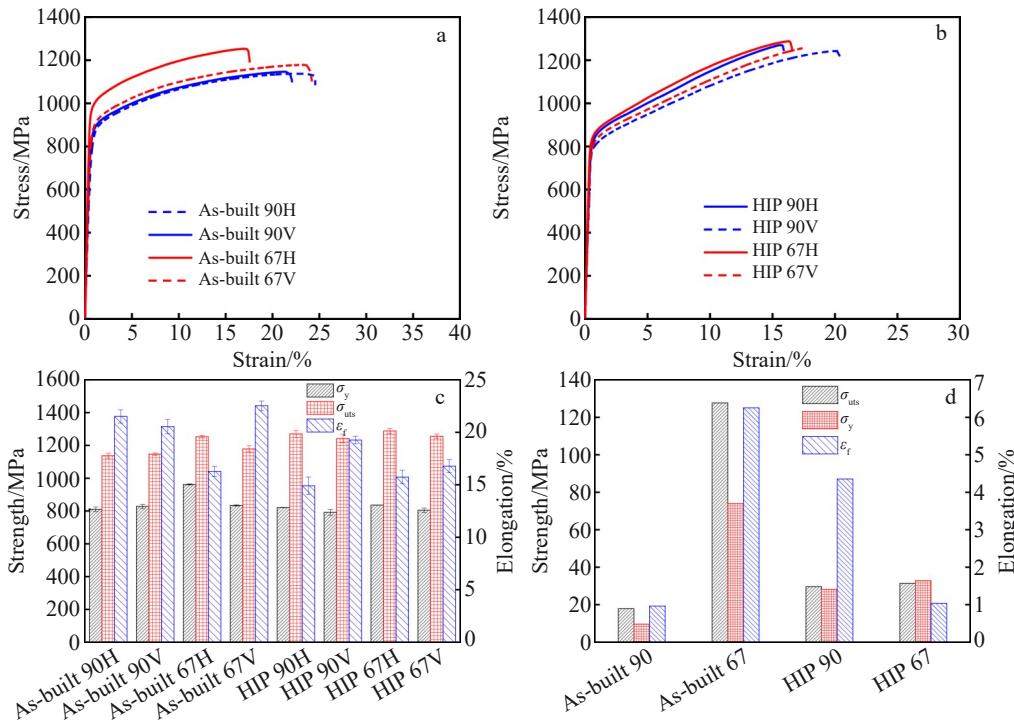 1400
1200
1000
800
600
400
200
0
Stress/MPa
a
As-built 90H
As-built 90V
As-built 67H
As-built 67V
0 5 10 15 20 25 30 35 40
Strain/%
1400
1200
1000
800
600
400
200
0
Stress/MPa
b
HIP 90H
HIP 90V
HIP 67H
HIP 67V
0 5 10 15 20 25 30
Strain/%
1600
1400
1200
1000
800
600
400
200
0
Strength/MPa
c
σy
σuts
εf
25
20
15
10
5
0
Elongation/%
As-built 90H
As-built 90V
As-built 67H
As-built 67V
HIP 90H
HIP 90V
HIP 67H
HIP 67V
140
120
100
80
60
40
20
0
Strength/MPa
d
σuts
σy
εf
7
6
5
4
3
2
1
0
Elongation/%
As-built 90
As-built 67
HIP 90
HIP 67